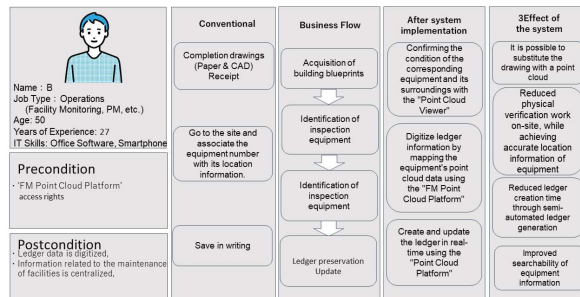 Name : B
Job Type : Operations
(Facility Monitoring, PM, etc.)
Age: 50
Years of Experience: 27
IT Skills: Office Software, Smartphone
Precondition
・'FM Point Cloud Platform'
access rights
Postcondition
・Ledger data is digitized,
・Information related to the maintenance
of facilities is centralized,
Conventional
Completion drawings
(Paper & CAD)
Receipt
Go to the site and
associate the
equipment number
with its location
information.
Save in writing
Business Flow
Acquisition of
building blueprints
Identification of
inspection
equipment
Identification of
inspection
equipment
Ledger preservation
Update
After system
implementation
Confirming the
condition of the
corresponding
equipment and its
surroundings with
the "Point Cloud
Viewer"
Digitize ledger
information by
mapping the
equipment's point
cloud data using
the "FM Point
Cloud Platform"
Create and update
the ledger in real-
time using the
"Point Cloud
Platform"
3Effect of
the system
It is possible to
substitute the
drawing with a point
cloud
Reduced
physical
verification work
on-site, while
achieving
accurate location
information of
equipment
Reduced ledger
creation time
through semi-
automated ledger
generation
Improved
searchability of
equipment
information